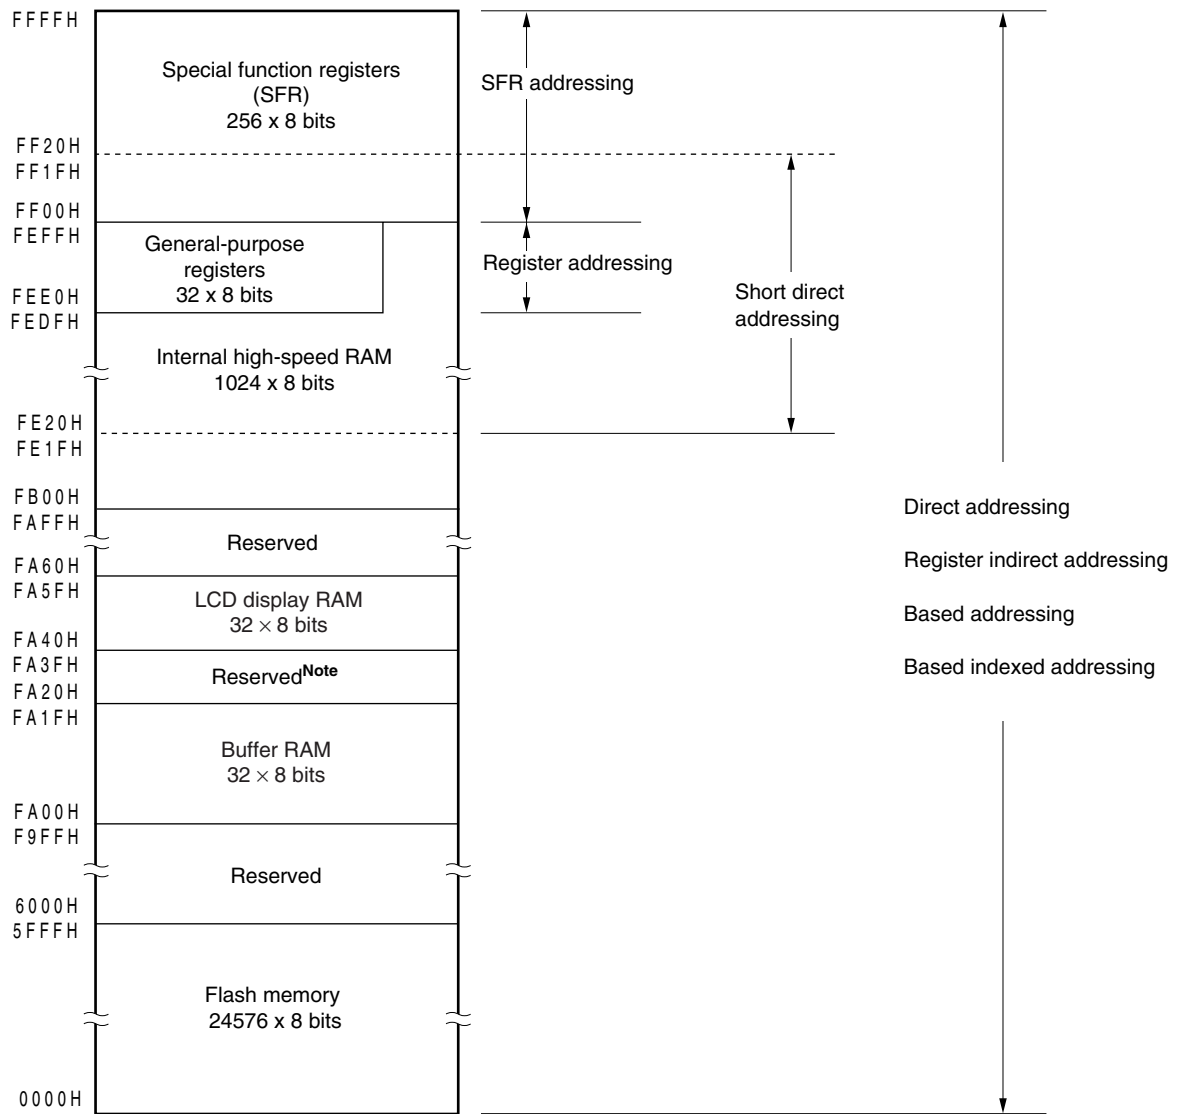 FFFFH
Special function registers
(SFR)
256 x 8 bits
SFR addressing
FF20H
FF1FH
FF00H
FEFFH
General-purpose
registers
32 x 8 bits
Register addressing
Short direct
addressing
FEE0H
FEDFH
Internal high-speed RAM
1024 x 8 bits
FE20H
FE1FH
FB00H
FAFFH
Reserved
FA60H
FA5FH
LCD display RAM
32 × 8 bits
FA40H
FA3FH
ReservedNote
FA20H
FA1FH
Buffer RAM
32 × 8 bits
FA00H
F9FFH
Reserved
6000H
5FFFH
Flash memory
24576 x 8 bits
0000H
Direct addressing
Register indirect addressing
Based addressing
Based indexed addressing